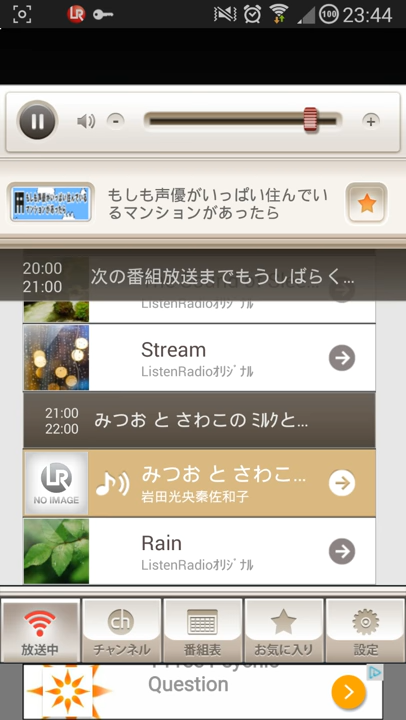 LR
100
23:44
-
+
もしも声優がいっぱい住んでい
るマンションがあったら
20:00
21:00
次の番組放送までもうしばらく...
ListenRadioｵﾘｼﾞﾅﾙ
Stream
ListenRadioｵﾘｼﾞﾅﾙ
21:00
22:00
みつお と さわこの ﾐﾙｸと...
LR
NO IMAGE
みつお と さわこ...
岩田光央秦佐和子
Rain
ListenRadioｵﾘｼﾞﾅﾙ
放送中
ch
チャンネル
番組表
お気に入り
設定
Question